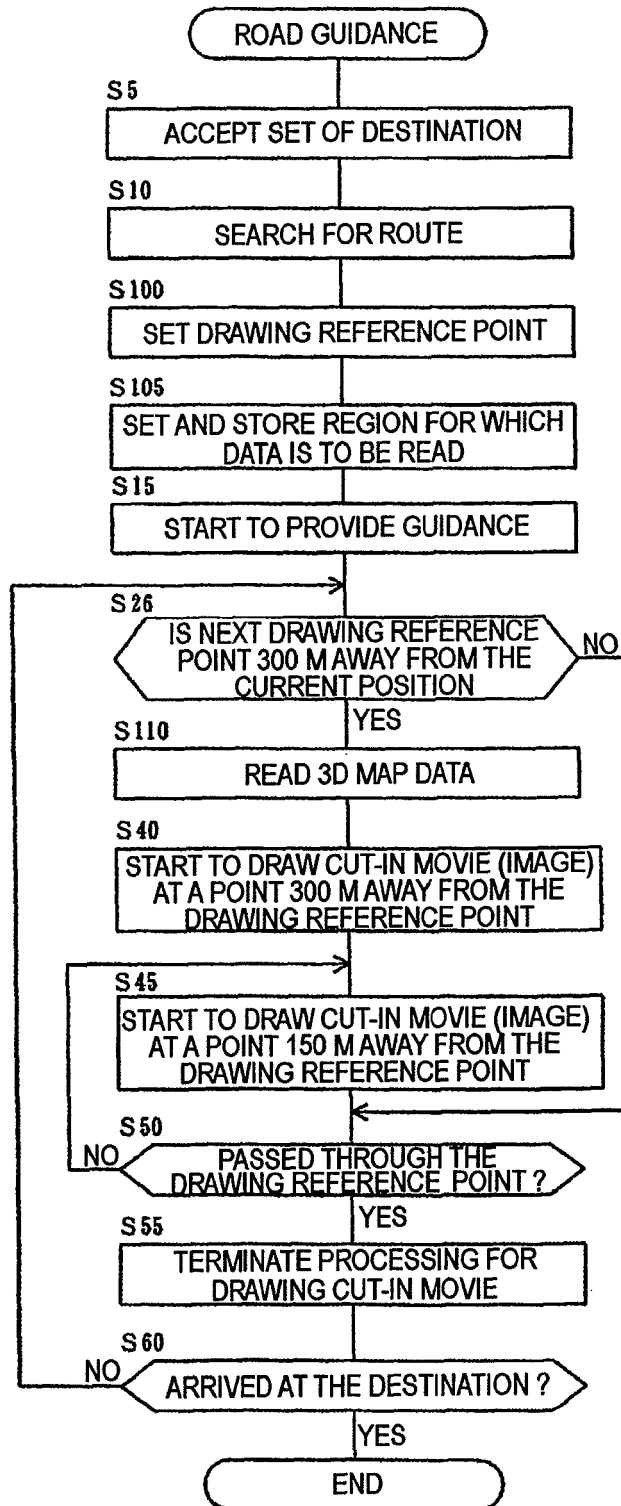 ROAD GUIDANCE
S5
ACCEPT SET OF DESTINATION
S10
SEARCH FOR ROUTE
S100
SET DRAWING REFERENCE POINT
S105
SET AND STORE REGION FOR WHICH
DATA IS TO BE READ
S15
START TO PROVIDE GUIDANCE
S26
IS NEXT DRAWING REFERENCE
POINT 300 M AWAY FROM THE
CURRENT POSITION
NO
YES
S110
READ 3D MAP DATA
S40
START TO DRAW CUT-IN MOVIE (IMAGE)
AT A POINT 300 M AWAY FROM THE
DRAWING REFERENCE POINT
S45
START TO DRAW CUT-IN MOVIE (IMAGE)
AT A POINT 150 M AWAY FROM THE
DRAWING REFERENCE POINT
S50
NO
PASSED THROUGH THE
DRAWING REFERENCE POINT ?
YES
S55
TERMINATE PROCESSING FOR
DRAWING CUT-IN MOVIE
S60
NO
ARRIVED AT THE DESTINATION ?
YES
END